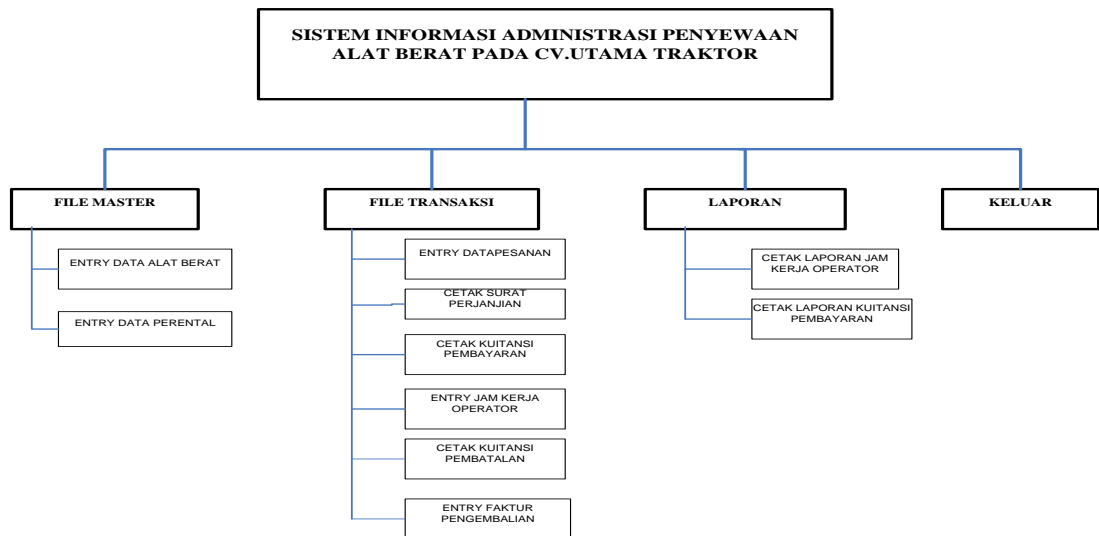 SISTEM INFORMASI ADMINISTRASI PENYEWAAN
ALAT BERAT PADA CV.UTAMA TRAKTOR
FILE MASTER
ENTRY DATA ALAT BERAT
ENTRY DATA PERENTAL
FILE TRANSAKSI
ENTRY DATAPESANAN
CETAK SURAT
PERJANJIAN
CETAK KUITANSI
PEMBAYARAN
ENTRY JAM KERJA
OPERATOR
CETAK KUITANSI
PEMBATALAN
ENTRY FAKTUR
PENGEMBALIAN
LAPORAN
CETAK LAPORAN JAM
KERJA OPERATOR
CETAK LAPORAN KUITANSI
PEMBAYARAN
KELUAR